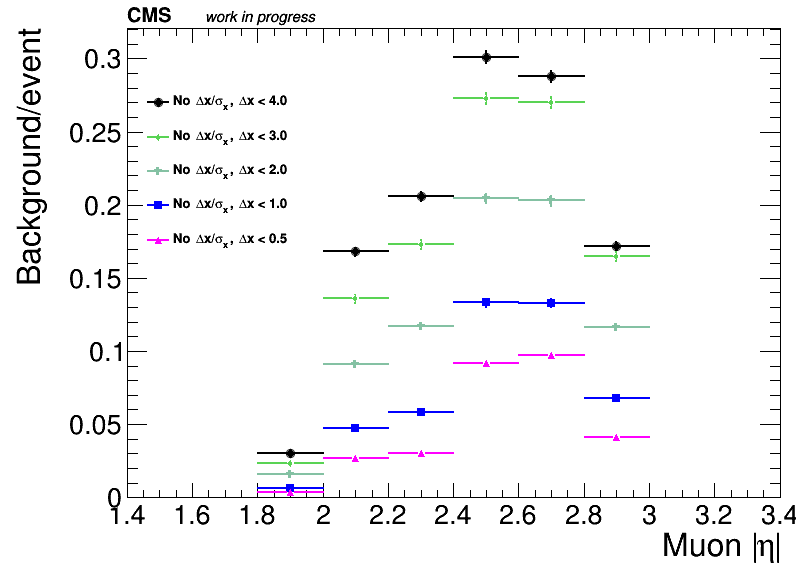 CMS work in progress
Background/event
0.3
0.25
0.2
0.15
0.1
0.05
0
No Δx/σx, Δx < 4.0
No Δx/σx, Δx < 3.0
No Δx/σx, Δx < 2.0
No Δx/σx, Δx < 1.0
No Δx/σx, Δx < 0.5
1.4 1.6 1.8 2 2.2 2.4 2.6 2.8 3 3.2 3.4
Muon |η|